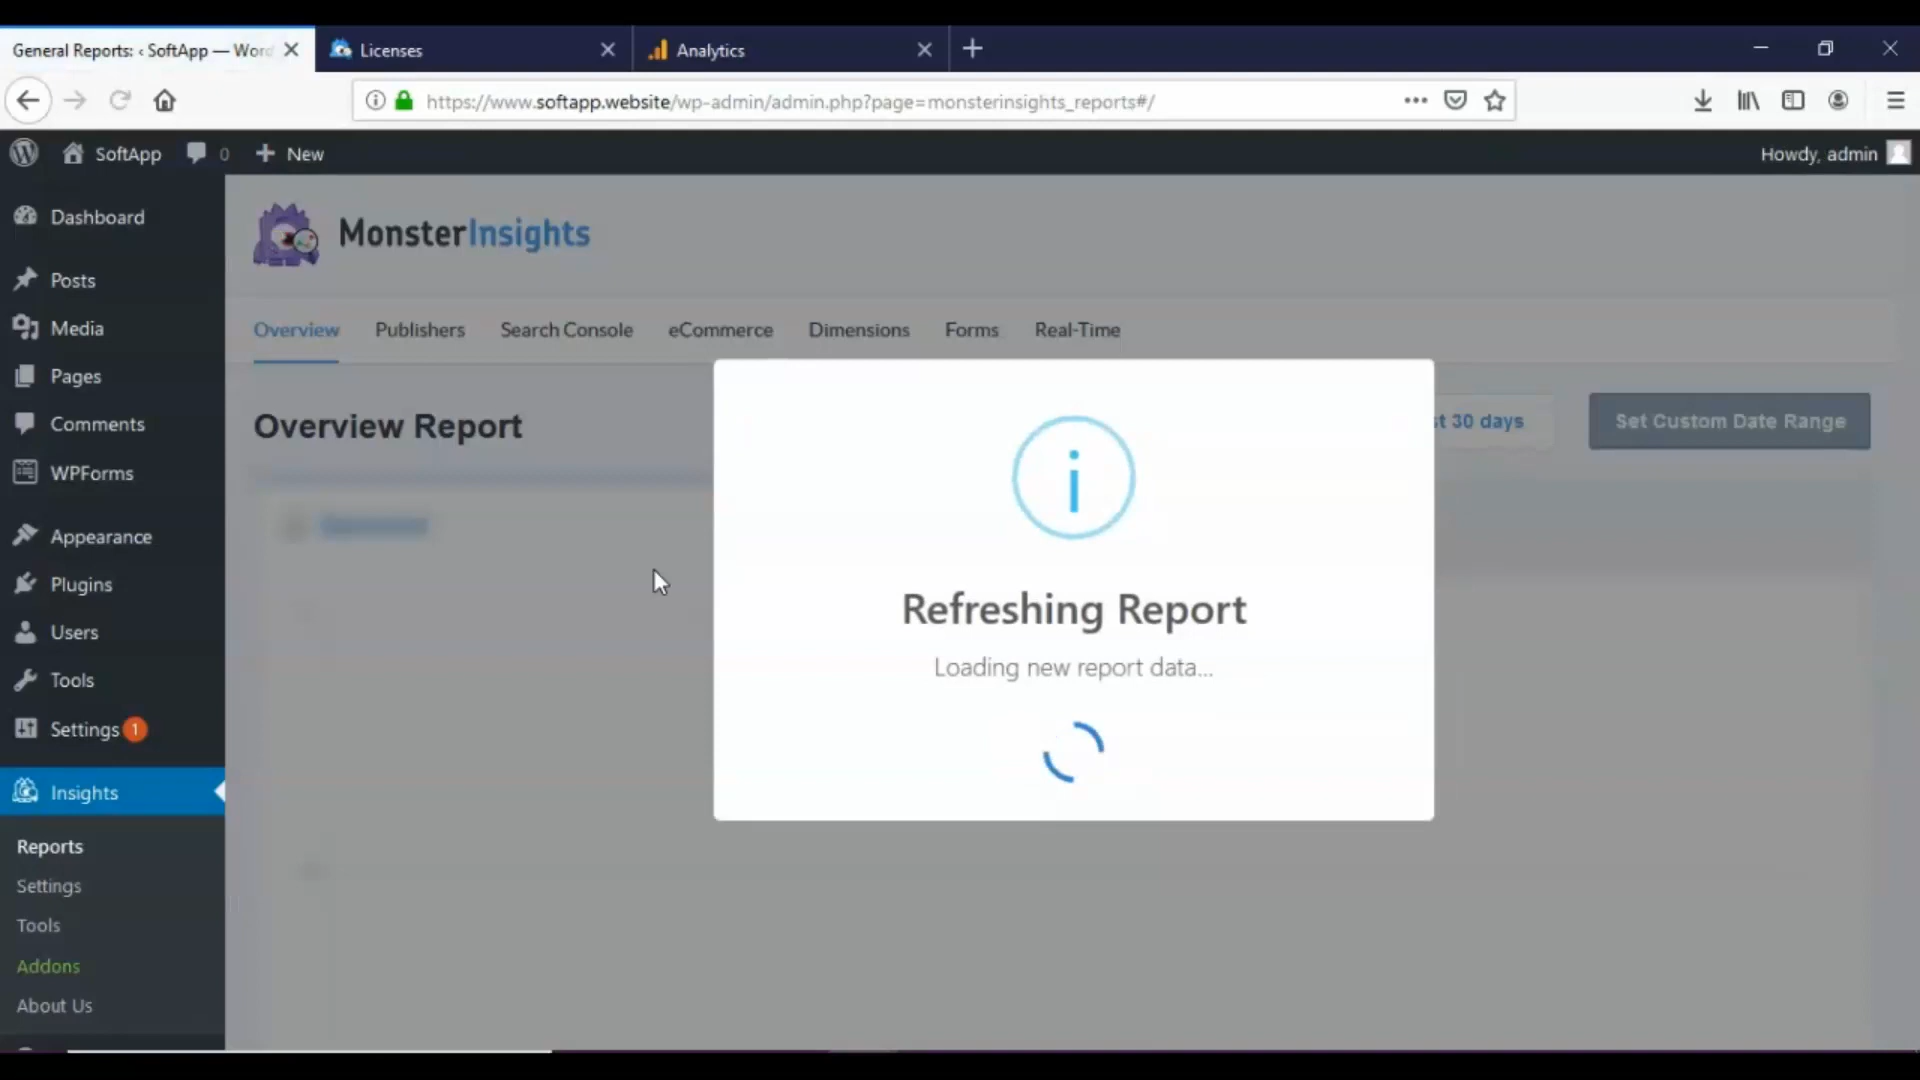 General Reports: ‹ SoftApp — Word
Licenses
Analytics
https://www.softapp.website/wp-admin/admin.php?page=monsterinsights_reports#/
SoftApp
0
New
Howdy, admin
Dashboard
Posts
Media
Pages
Comments
WPForms
Appearance
Plugins
Users
Tools
Settings 1
Insights
Reports
Settings
Tools
Addons
About Us
MonsterInsights
Overview
Publishers
Search Console
eCommerce
Dimensions
Forms
Real-Time
Overview Report
st 30 days
Set Custom Date Range
Refreshing Report
Loading new report data...